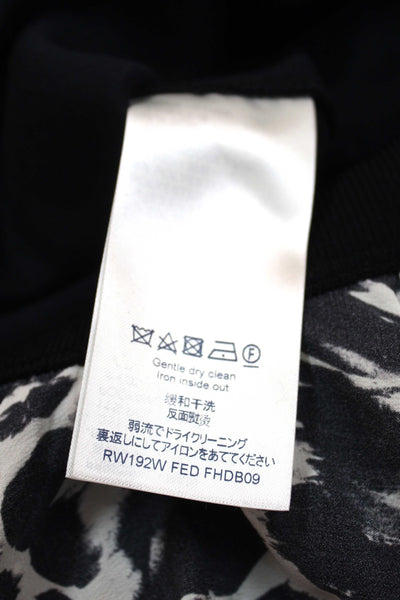 F
Gentle dry clean
Iron inside out
缓和干洗
反面熨烫
弱流でドライクリーニング
裏返しにしてアイロンをあててください
RW192W FED FHDB09